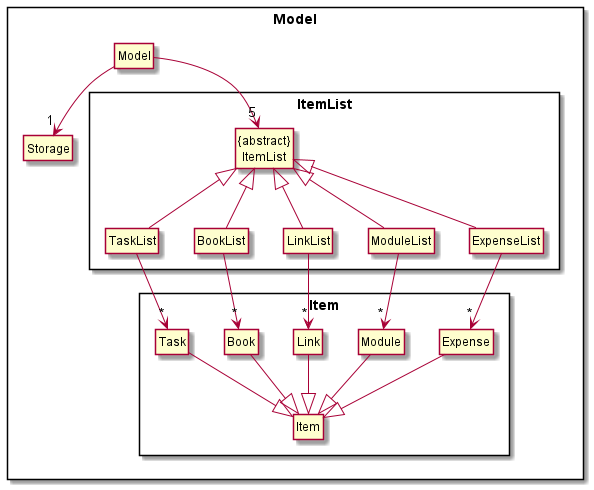 Model
Model
1
5
ItemList
Storage
{abstract}
ItemList
TaskList
BookList
LinkList
ModuleList
ExpenseList
*
*
*
*
*
Item
Task
Book
Link
Module
Expense
Item